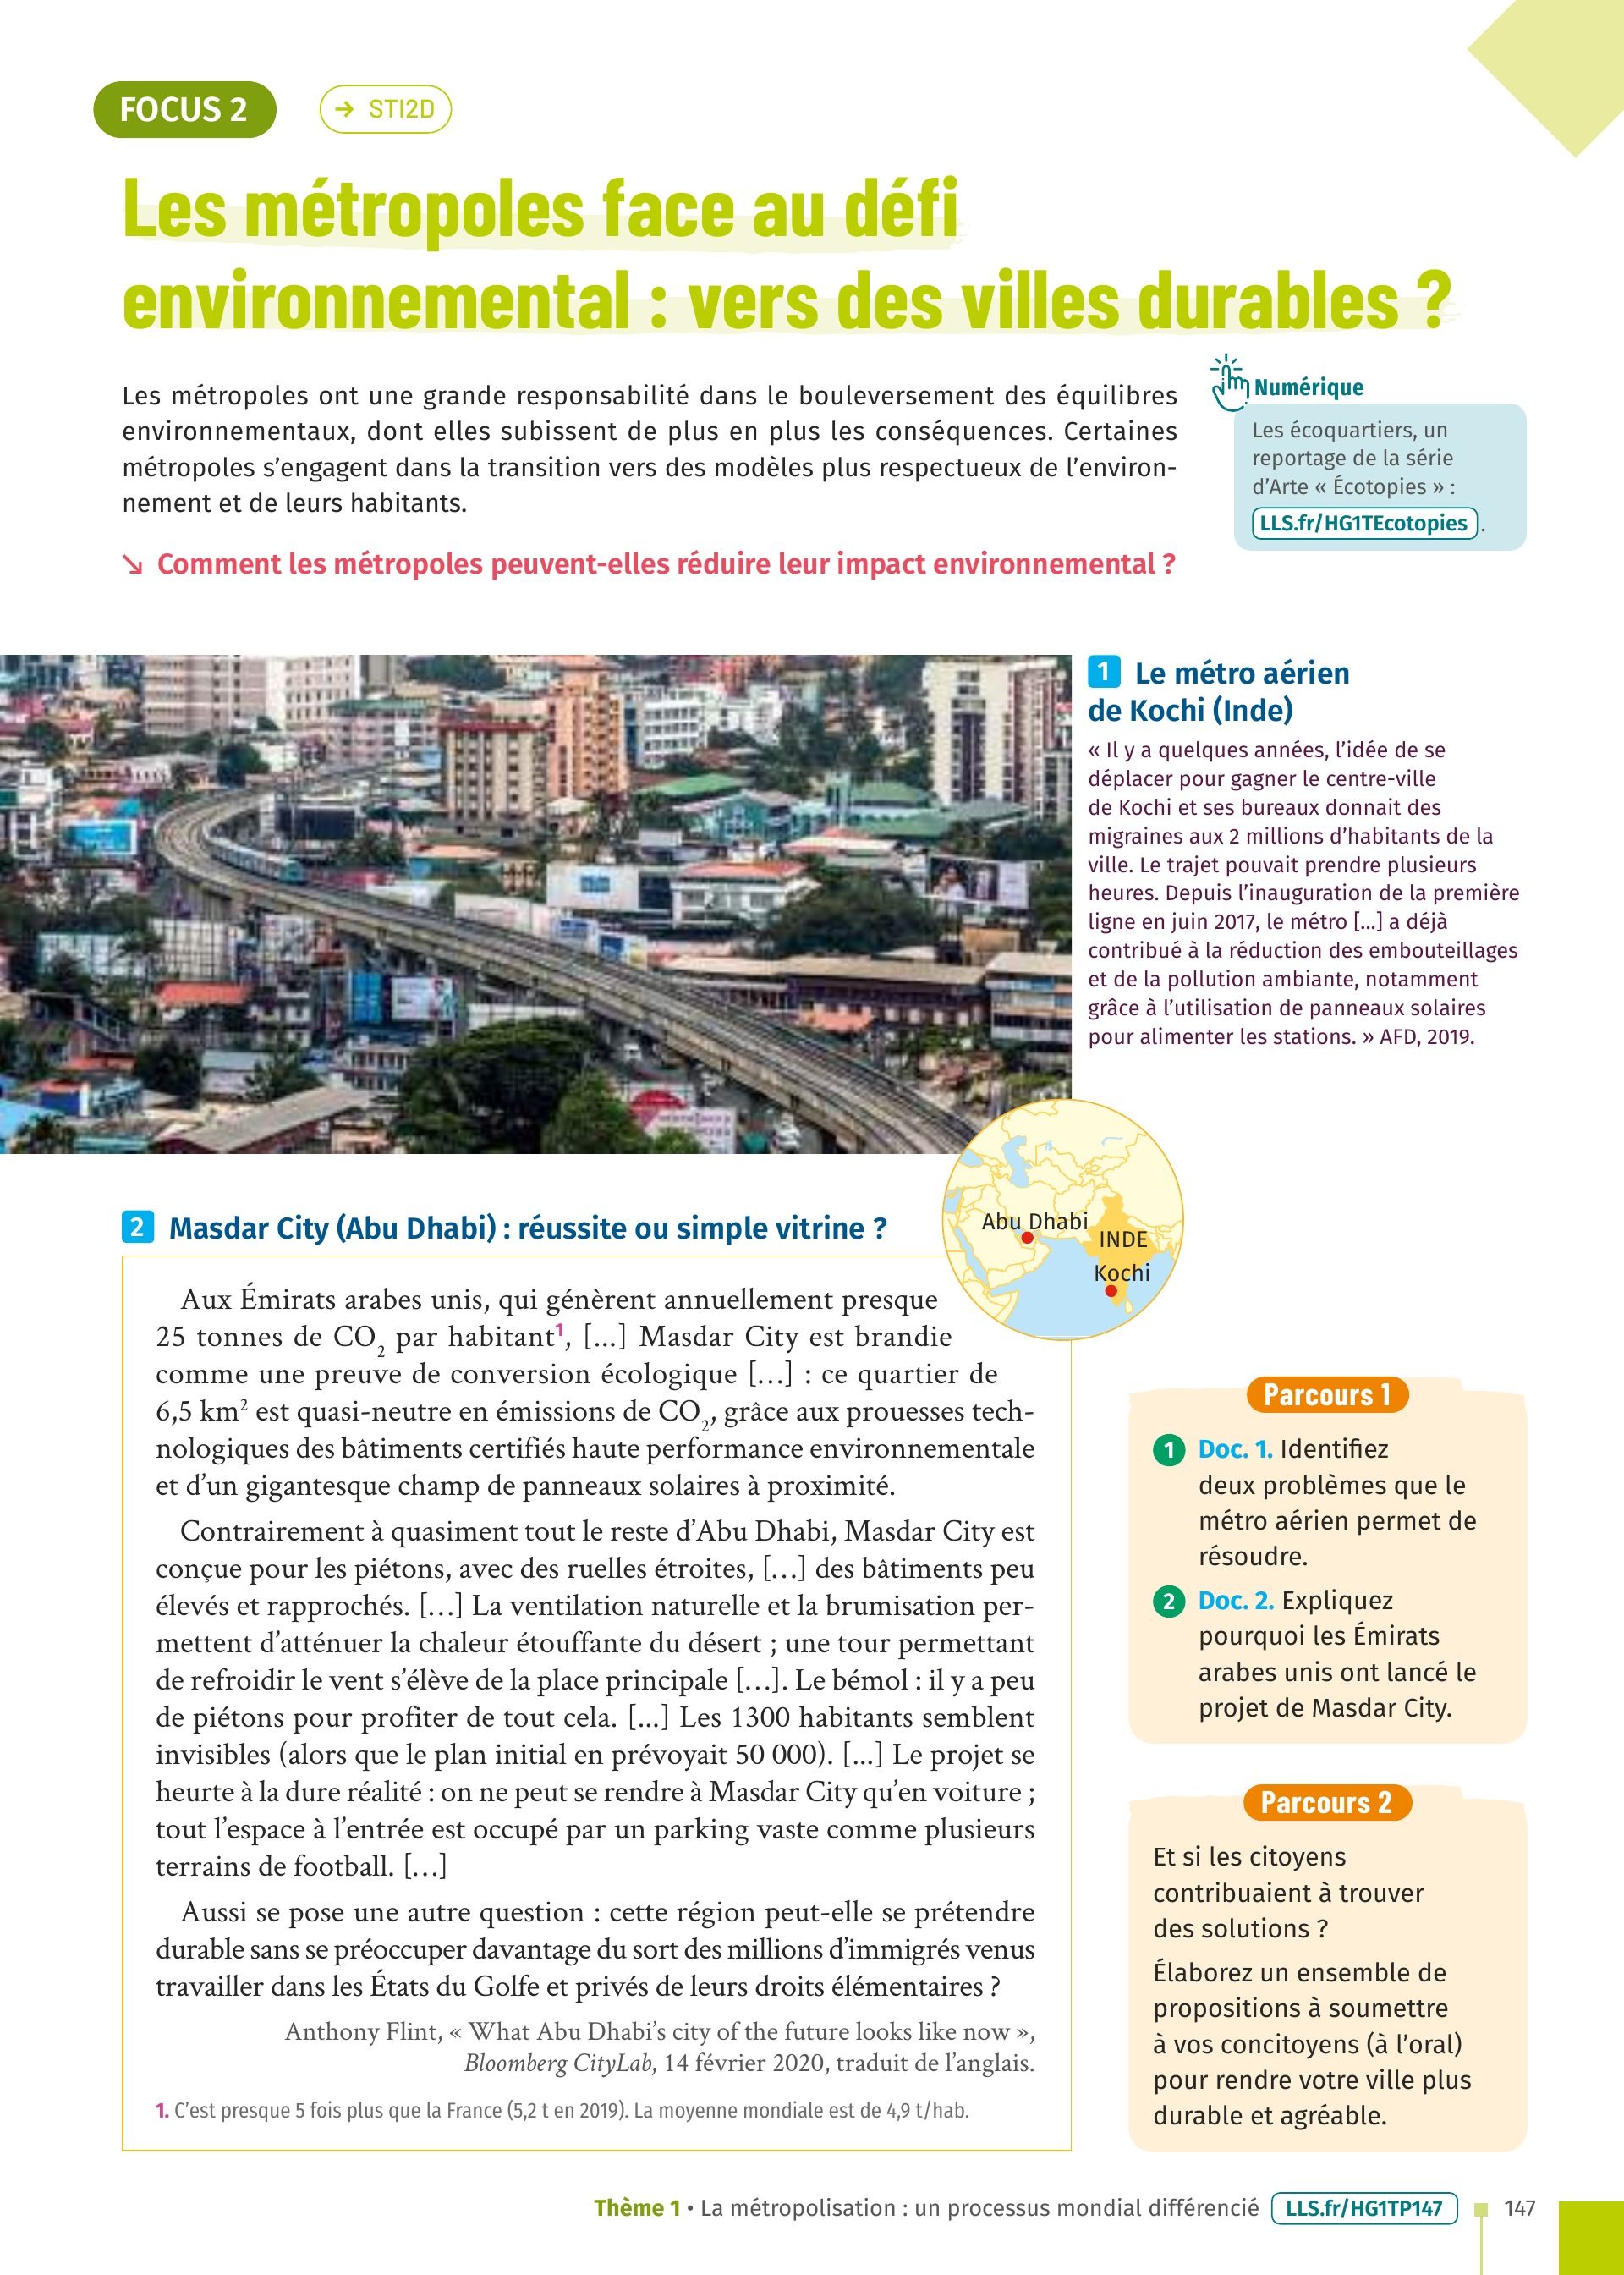 FOCUS 2
→ STI2D
Les métropoles face au défi
environnemental : vers des villes durables ?
Les métropoles ont une grande responsabilité dans le bouleversement des équilibres
environnementaux, dont elles subissent de plus en plus les conséquences. Certaines
métropoles s’engagent dans la transition vers des modèles plus respectueux de l’environ-
nement et de leurs habitants.
↘ Comment les métropoles peuvent-elles réduire leur impact environnemental ?
Numérique
Les écoquartiers, un
reportage de la série
d’Arte « Écotopies » :
LLS.fr/HG1TEcotopies .
1 Le métro aérien
de Kochi (Inde)
« Il y a quelques années, l’idée de se
déplacer pour gagner le centre-ville
de Kochi et ses bureaux donnait des
migraines aux 2 millions d’habitants de la
ville. Le trajet pouvait prendre plusieurs
heures. Depuis l’inauguration de la première
ligne en juin 2017, le métro [...] a déjà
contribué à la réduction des embouteillages
et de la pollution ambiante, notamment
grâce à l’utilisation de panneaux solaires
pour alimenter les stations. » AFD, 2019.
Abu Dhabi
INDE
Kochi
2 Masdar City (Abu Dhabi) : réussite ou simple vitrine ?
Aux Émirats arabes unis, qui génèrent annuellement presque
25 tonnes de CO₂ par habitant¹, [...] Masdar City est brandie
comme une preuve de conversion écologique [...] : ce quartier de
6,5 km² est quasi-neutre en émissions de CO₂, grâce aux prouesses tech-
nologiques des bâtiments certifiés haute performance environnementale
et d’un gigantesque champ de panneaux solaires à proximité.
Contrairement à quasiment tout le reste d’Abu Dhabi, Masdar City est
conçue pour les piétons, avec des ruelles étroites, [...] des bâtiments peu
élevés et rapprochés. [...] La ventilation naturelle et la brumisation per-
mettent d’atténuer la chaleur étouffante du désert ; une tour permettant
de refroidir le vent s’élève de la place principale [...]. Le bémol : il y a peu
de piétons pour profiter de tout cela. [...] Les 1300 habitants semblent
invisibles (alors que le plan initial en prévoyait 50 000). [...] Le projet se
heurte à la dure réalité : on ne peut se rendre à Masdar City qu’en voiture ;
tout l’espace à l’entrée est occupé par un parking vaste comme plusieurs
terrains de football. [...]
Aussi se pose une autre question : cette région peut-elle se prétendre
durable sans se préoccuper davantage du sort des millions d’immigrés venus
travailler dans les États du Golfe et privés de leurs droits élémentaires ?
Anthony Flint, « What Abu Dhabi’s city of the future looks like now »,
Bloomberg CityLab, 14 février 2020, traduit de l’anglais.
1. C’est presque 5 fois plus que la France (5,2 t en 2019). La moyenne mondiale est de 4,9 t/hab.
Parcours 1
1 Doc. 1. Identifiez
deux problèmes que le
métro aérien permet de
résoudre.
2 Doc. 2. Expliquez
pourquoi les Émirats
arabes unis ont lancé le
projet de Masdar City.
Parcours 2
Et si les citoyens
contribuaient à trouver
des solutions ?
Élaborez un ensemble de
propositions à soumettre
à vos concitoyens (à l’oral)
pour rendre votre ville plus
durable et agréable.
Thème 1 • La métropolisation : un processus mondial différencié LLS.fr/HG1TP147 147